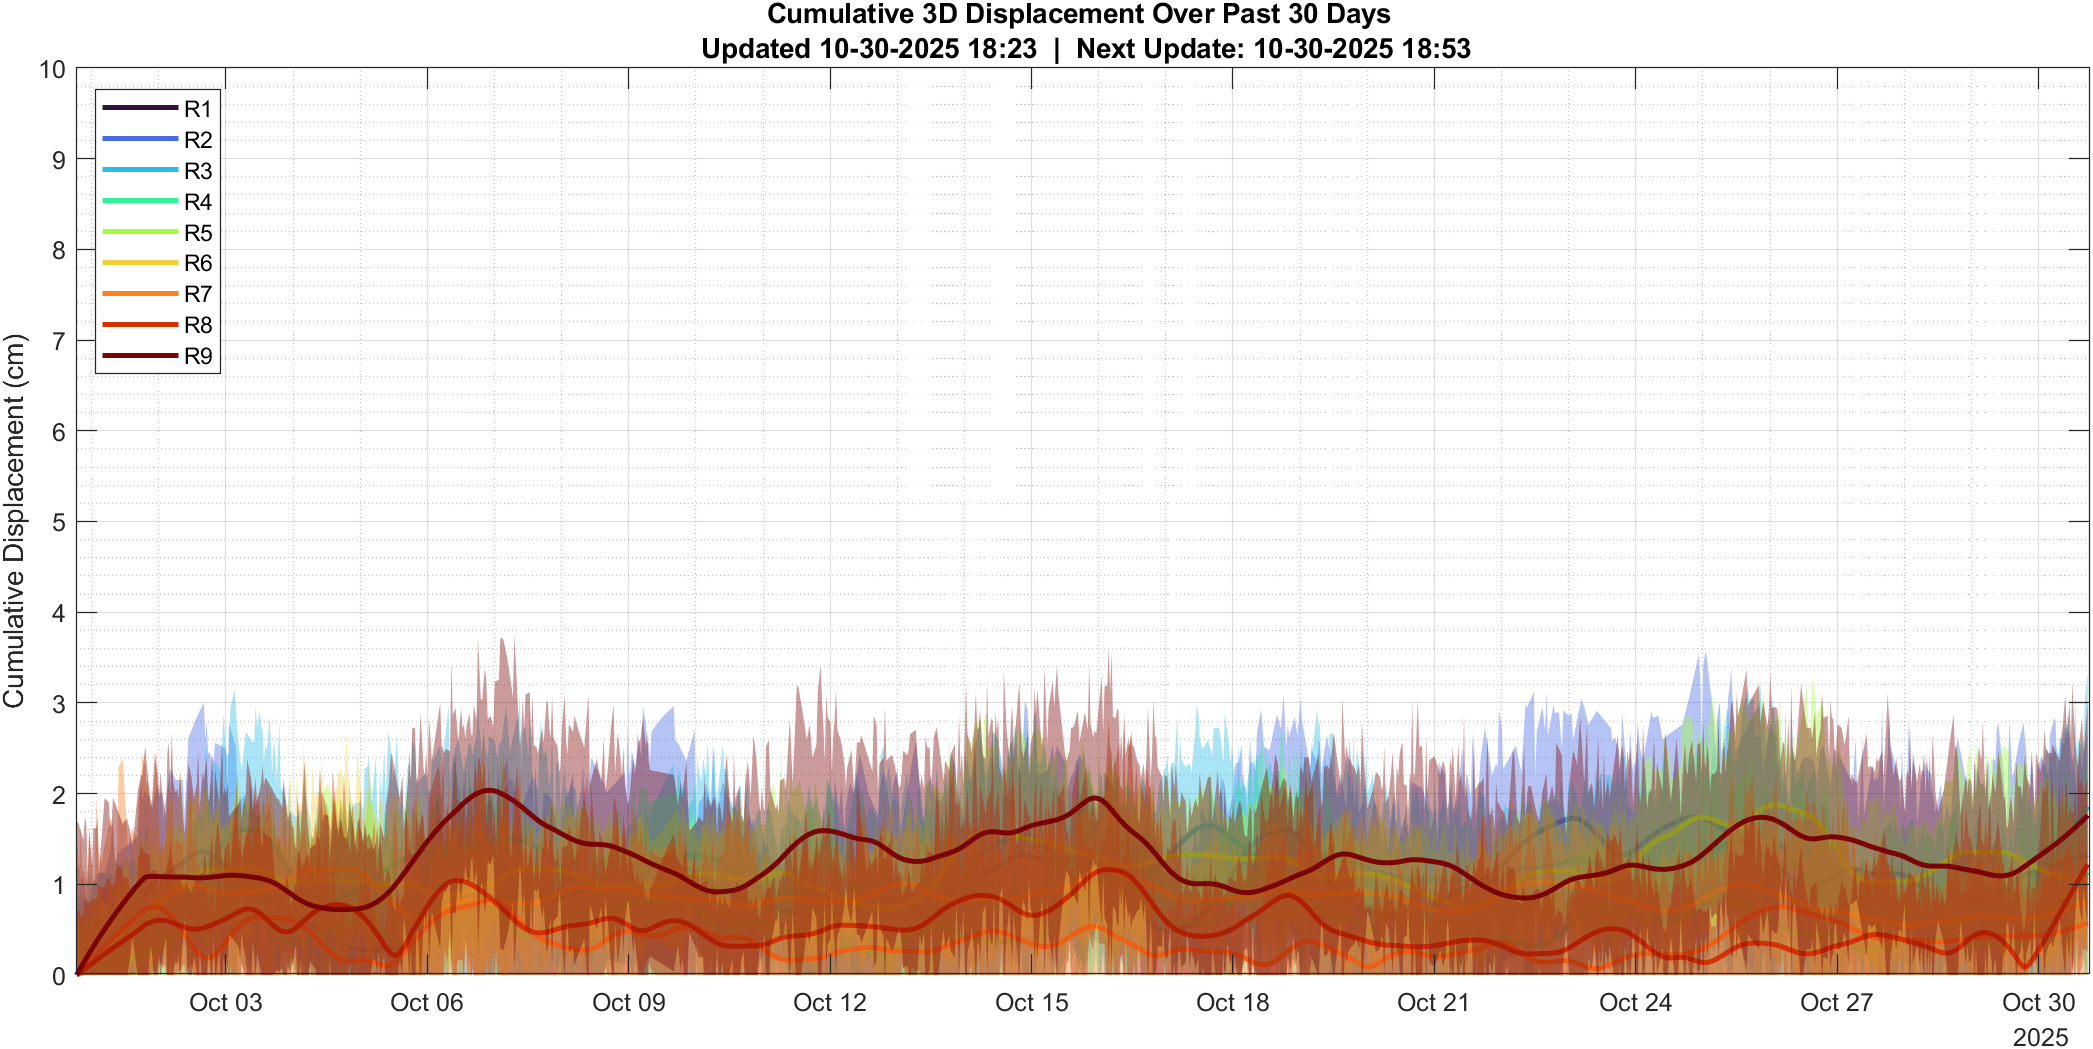 Cumulative 3D Displacement Over Past 30 Days
Updated 10-30-2025 18:23 | Next Update: 10-30-2025 18:53
Cumulative Displacement (cm)
10
9
8
7
6
5
4
3
2
1
0
R1
R2
R3
R4
R5
R6
R7
R8
R9
Oct 03 Oct 06 Oct 09 Oct 12 Oct 15 Oct 18 Oct 21 Oct 24 Oct 27 Oct 30
2025